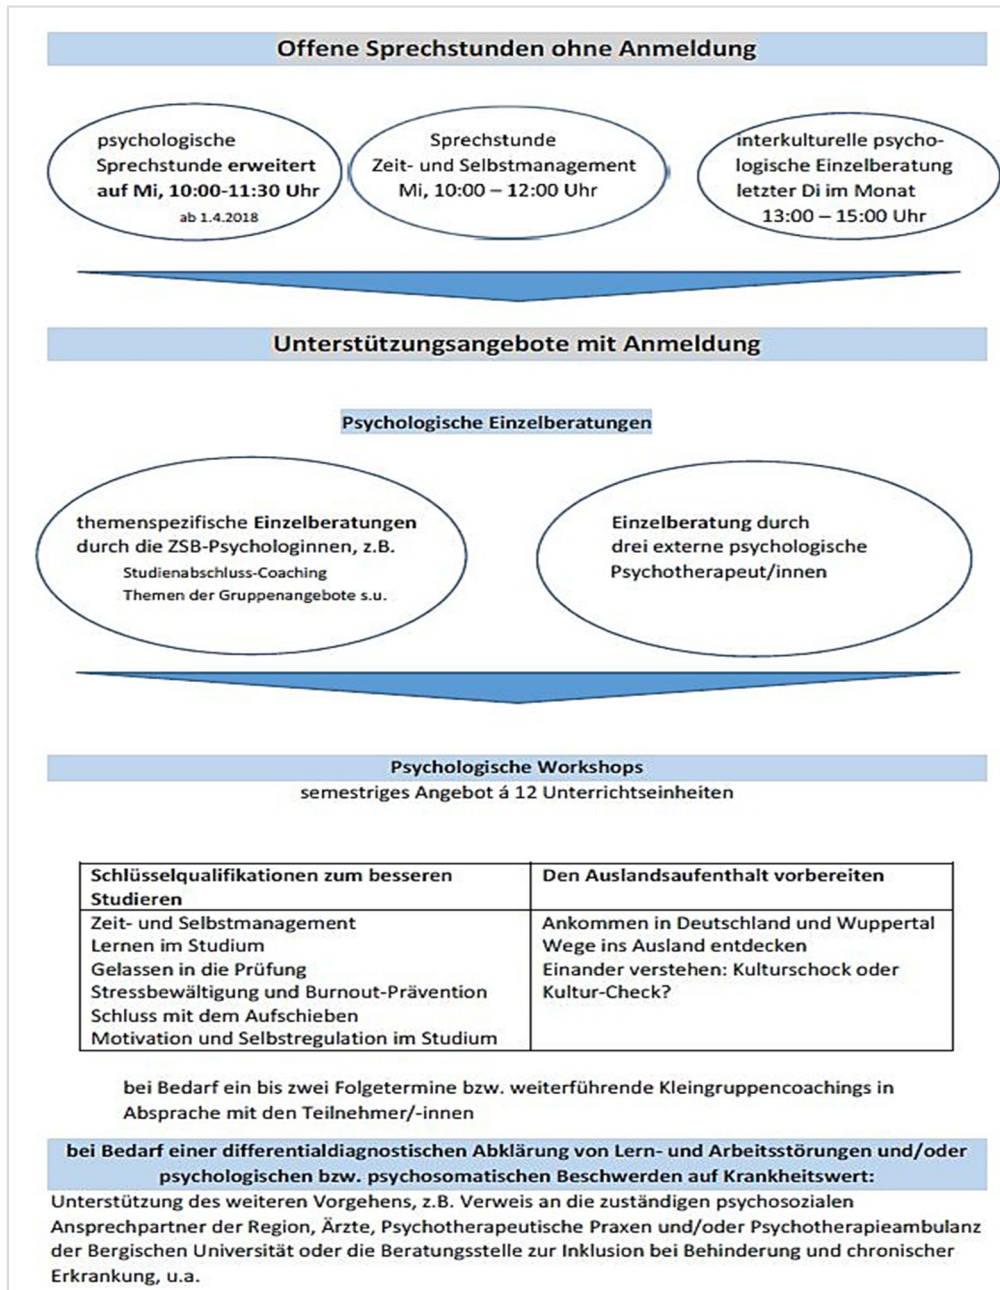 Offene Sprechstunden ohne Anmeldung
psychologische
Sprechstunde erweitert
auf Mi, 10:00-11:30 Uhr
ab 1.4.2018
Sprechstunde
Zeit- und Selbstmanagement
Mi, 10:00 – 12:00 Uhr
interkulturelle psycho-
logische Einzelberatung
letzter Di im Monat
13:00 – 15:00 Uhr
Unterstützungsangebote mit Anmeldung
Psychologische Einzelberatungen
themenspezifische Einzelberatungen
durch die ZSB-Psychologinnen, z.B.
Studienabschluss-Coaching
Themen der Gruppenangebote s.u.
Einzelberatung durch
drei externe psychologische
Psychotherapeut/innen
Psychologische Workshops
semestriges Angebot á 12 Unterrichtseinheiten
Schlüsselqualifikationen zum besseren
Studieren
Zeit- und Selbstmanagement
Lernen im Studium
Gelassen in die Prüfung
Stressbewältigung und Burnout-Prävention
Schluss mit dem Aufschieben
Motivation und Selbstregulation im Studium
Den Auslandsaufenthalt vorbereiten
Ankommen in Deutschland und Wuppertal
Wege ins Ausland entdecken
Einander verstehen: Kulturschock oder
Kultur-Check?
bei Bedarf ein bis zwei Folgetermine bzw. weiterführende Kleingruppencoachings in
Absprache mit den Teilnehmer/-innen
bei Bedarf einer differentialdiagnostischen Abklärung von Lern- und Arbeitsstörungen und/oder
psychologischen bzw. psychosomatischen Beschwerden auf Krankheitswert:
Unterstützung des weiteren Vorgehens, z.B. Verweis an die zuständigen psychosozialen
Ansprechpartner der Region, Ärzte, Psychotherapeutische Praxen und/oder Psychotherapieambulanz
der Bergischen Universität oder die Beratungsstelle zur Inklusion bei Behinderung und chronischer
Erkrankung, u.a.